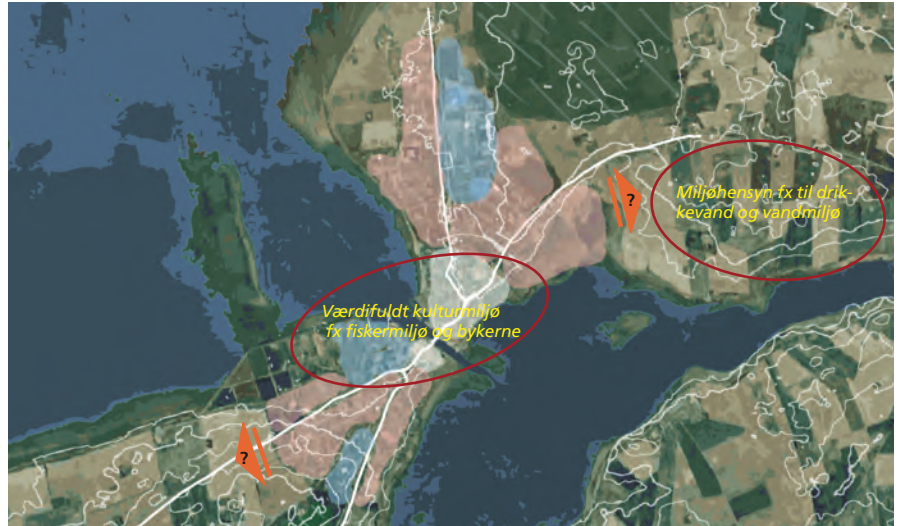 Miljøhensyn fx til drik-
kevand og vandmiljø
?
Værdifuldt kulturmiljø
fx fiskermiljø og bykerne
?